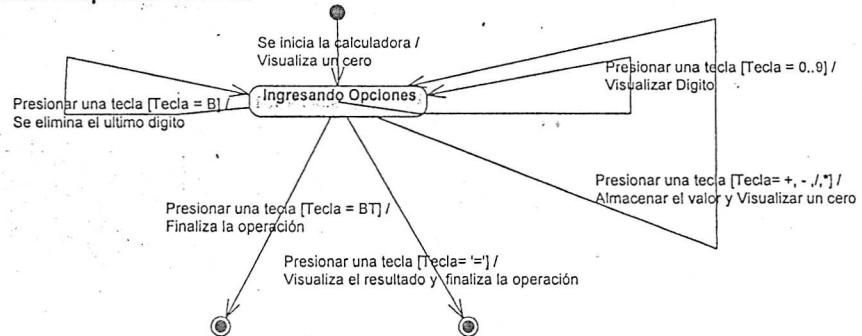 Se inicia la calculadora /
Visualiza un cero
Presionar una tecla [Tecla = 0..9] /
Visualizar Digito
Ingresando Opciones
Presionar una tecla [Tecla = B] /
Se elimina el ultimo digito
Presionar una tecla [Tecla= +, - ,/,*] /
Almacenar el valor y Visualizar un cero
Presionar una tecla [Tecla = BT] /
Finaliza la operación
Presionar una tecla [Tecla= '='] /
Visualiza el resultado y finaliza la operación